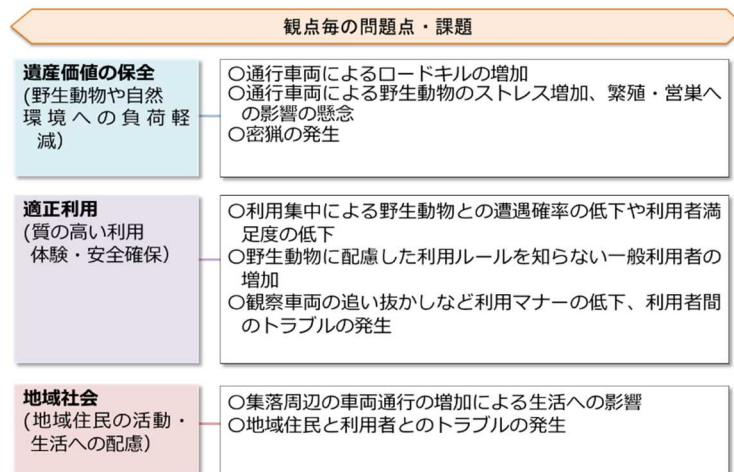 観点毎の問題点・課題
遺産価値の保全
(野生動物や自然
環境への負荷軽
減)
〇通行車両によるロードキルの増加
〇通行車両による野生動物のストレス増加、繁殖・営巣へ
の影響の懸念
〇密猟の発生
適正利用
(質の高い利用
体験・安全確保)
〇利用集中による野生動物との遭遇確率の低下や利用者満
足度の低下
〇野生動物に配慮した利用ルールを知らない一般利用者の
増加
〇観察車両の追い抜かしなど利用マナーの低下、利用者間
のトラブルの発生
地域社会
(地域住民の活動・
生活への配慮)
〇集落周辺の車両通行の増加による生活への影響
〇地域住民と利用者とのトラブルの発生